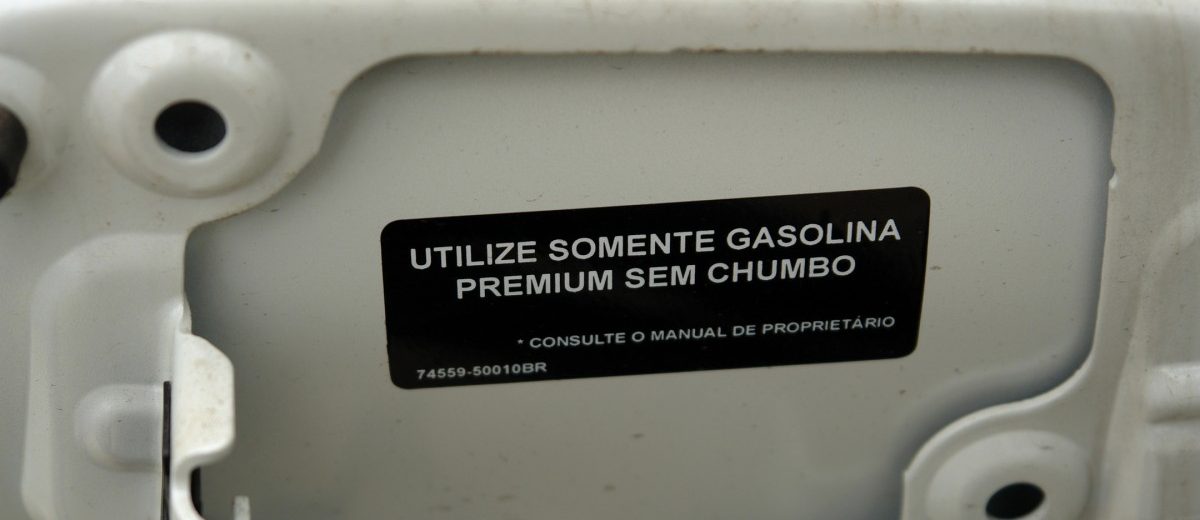 UTILIZE SOMENTE GASOLINA
PREMIUM SEM CHUMBO
* CONSULTE O MANUAL DE PROPRIETÁRIO
74559-50010BR